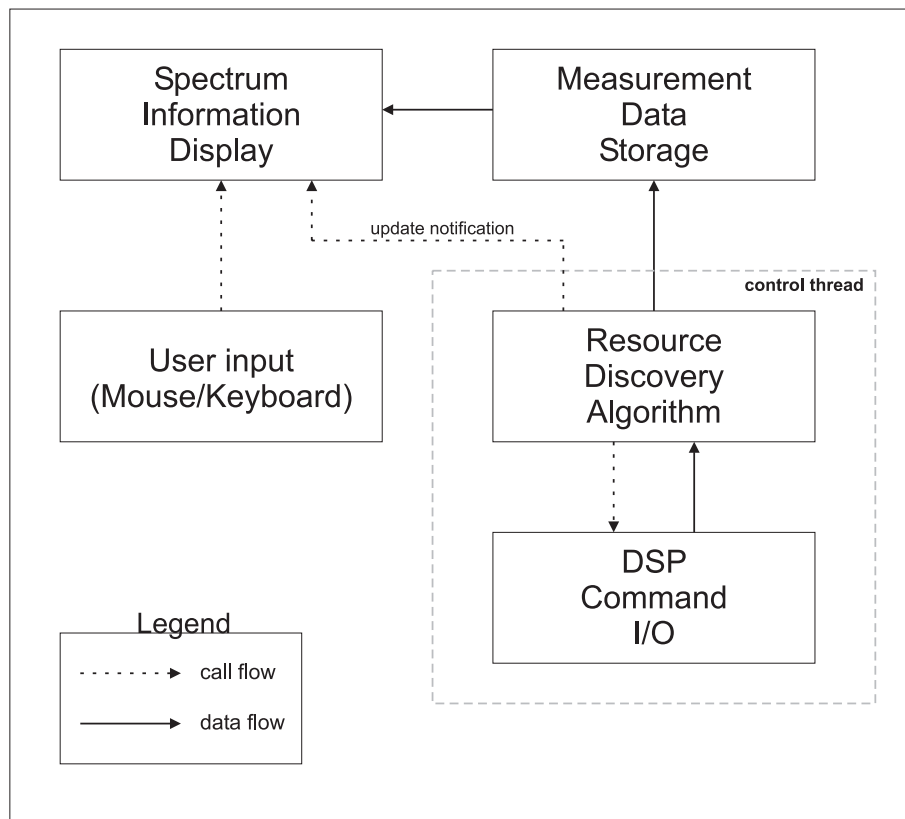 Spectrum
Information
Display
Measurement
Data
Storage
update notification
control thread
User input
(Mouse/Keyboard)
Resource
Discovery
Algorithm
DSP
Command
I/O
Legend
call flow
data flow